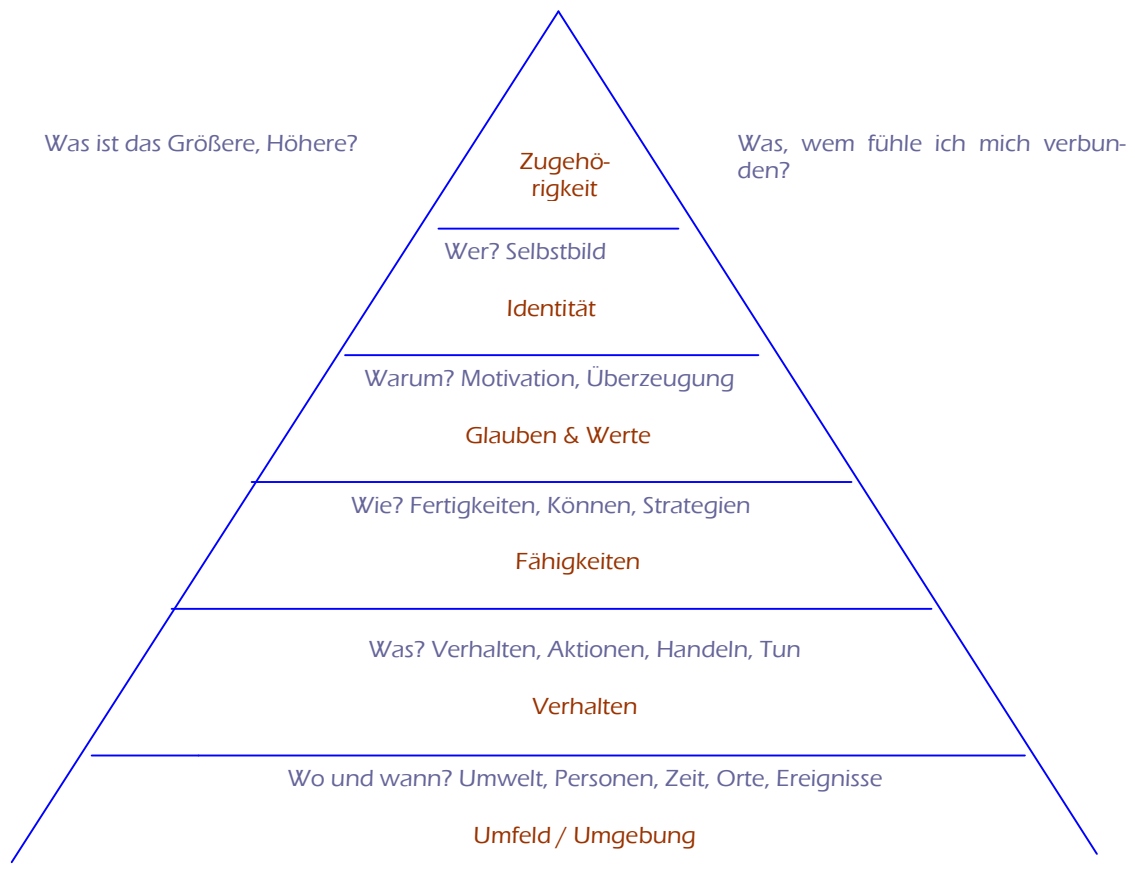 Was ist das Größere, Höhere?
Was, wem fühle ich mich verbun-
den?
Zugehö-
rigkeit
Wer? Selbstbild
Identität
Warum? Motivation, Überzeugung
Glauben & Werte
Wie? Fertigkeiten, Können, Strategien
Fähigkeiten
Was? Verhalten, Aktionen, Handeln, Tun
Verhalten
Wo und wann? Umwelt, Personen, Zeit, Orte, Ereignisse
Umfeld / Umgebung